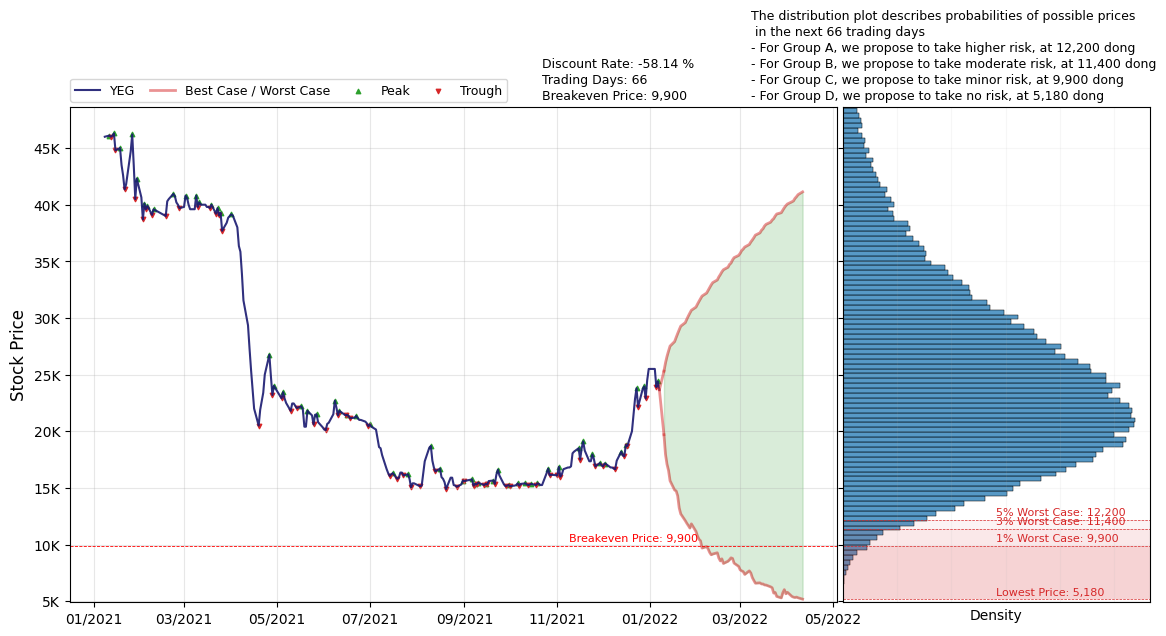 The distribution plot describes probabilities of possible prices
in the next 66 trading days
- For Group A, we propose to take higher risk, at 12,200 dong
- For Group B, we propose to take moderate risk, at 11,400 dong
- For Group C, we propose to take minor risk, at 9,900 dong
- For Group D, we propose to take no risk, at 5,180 dong
Discount Rate: -58.14 %
Trading Days: 66
Breakeven Price: 9,900
YEG
Best Case / Worst Case
Peak
Trough
Stock Price
45K
40K
35K
30K
25K
20K
15K
10K
5K
Breakeven Price: 9,900
5% Worst Case: 12,200
3% Worst Case: 11,400
1% Worst Case: 9,900
Lowest Price: 5,180
01/2021
03/2021
05/2021
07/2021
09/2021
11/2021
01/2022
03/2022
05/2022
Density